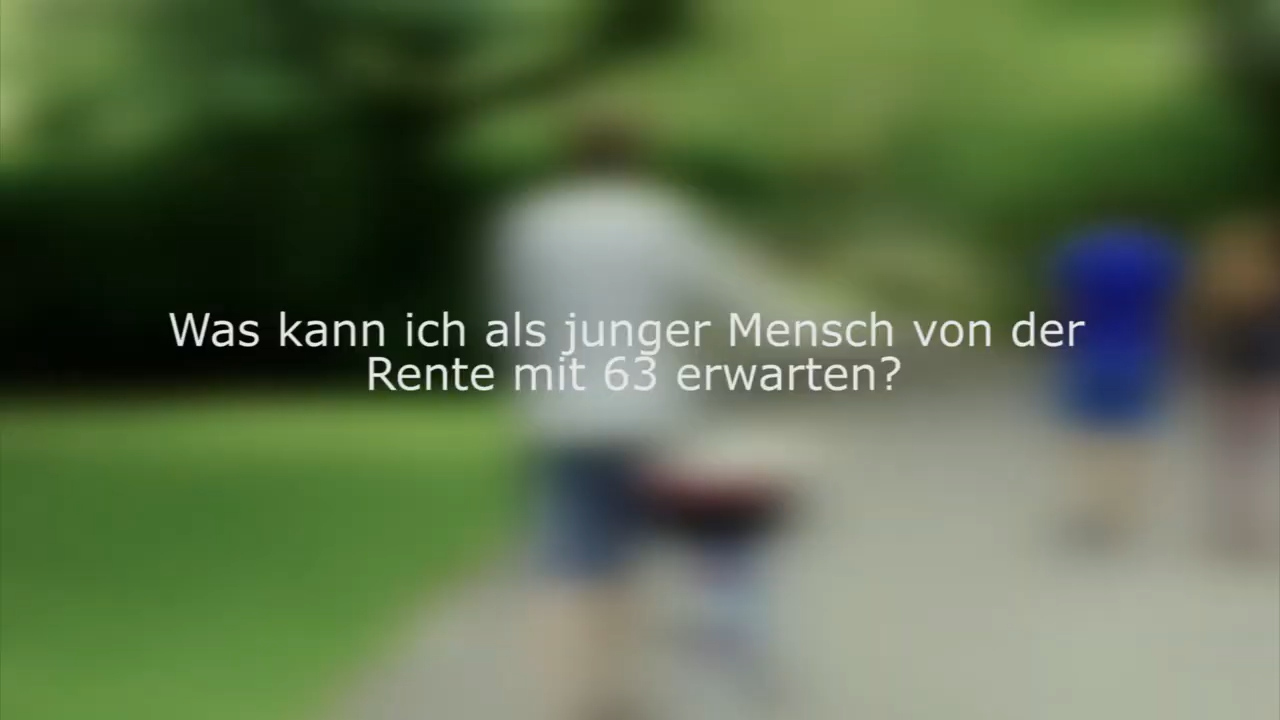 Was kann ich als junger Mensch von der
Rente mit 63 erwarten?